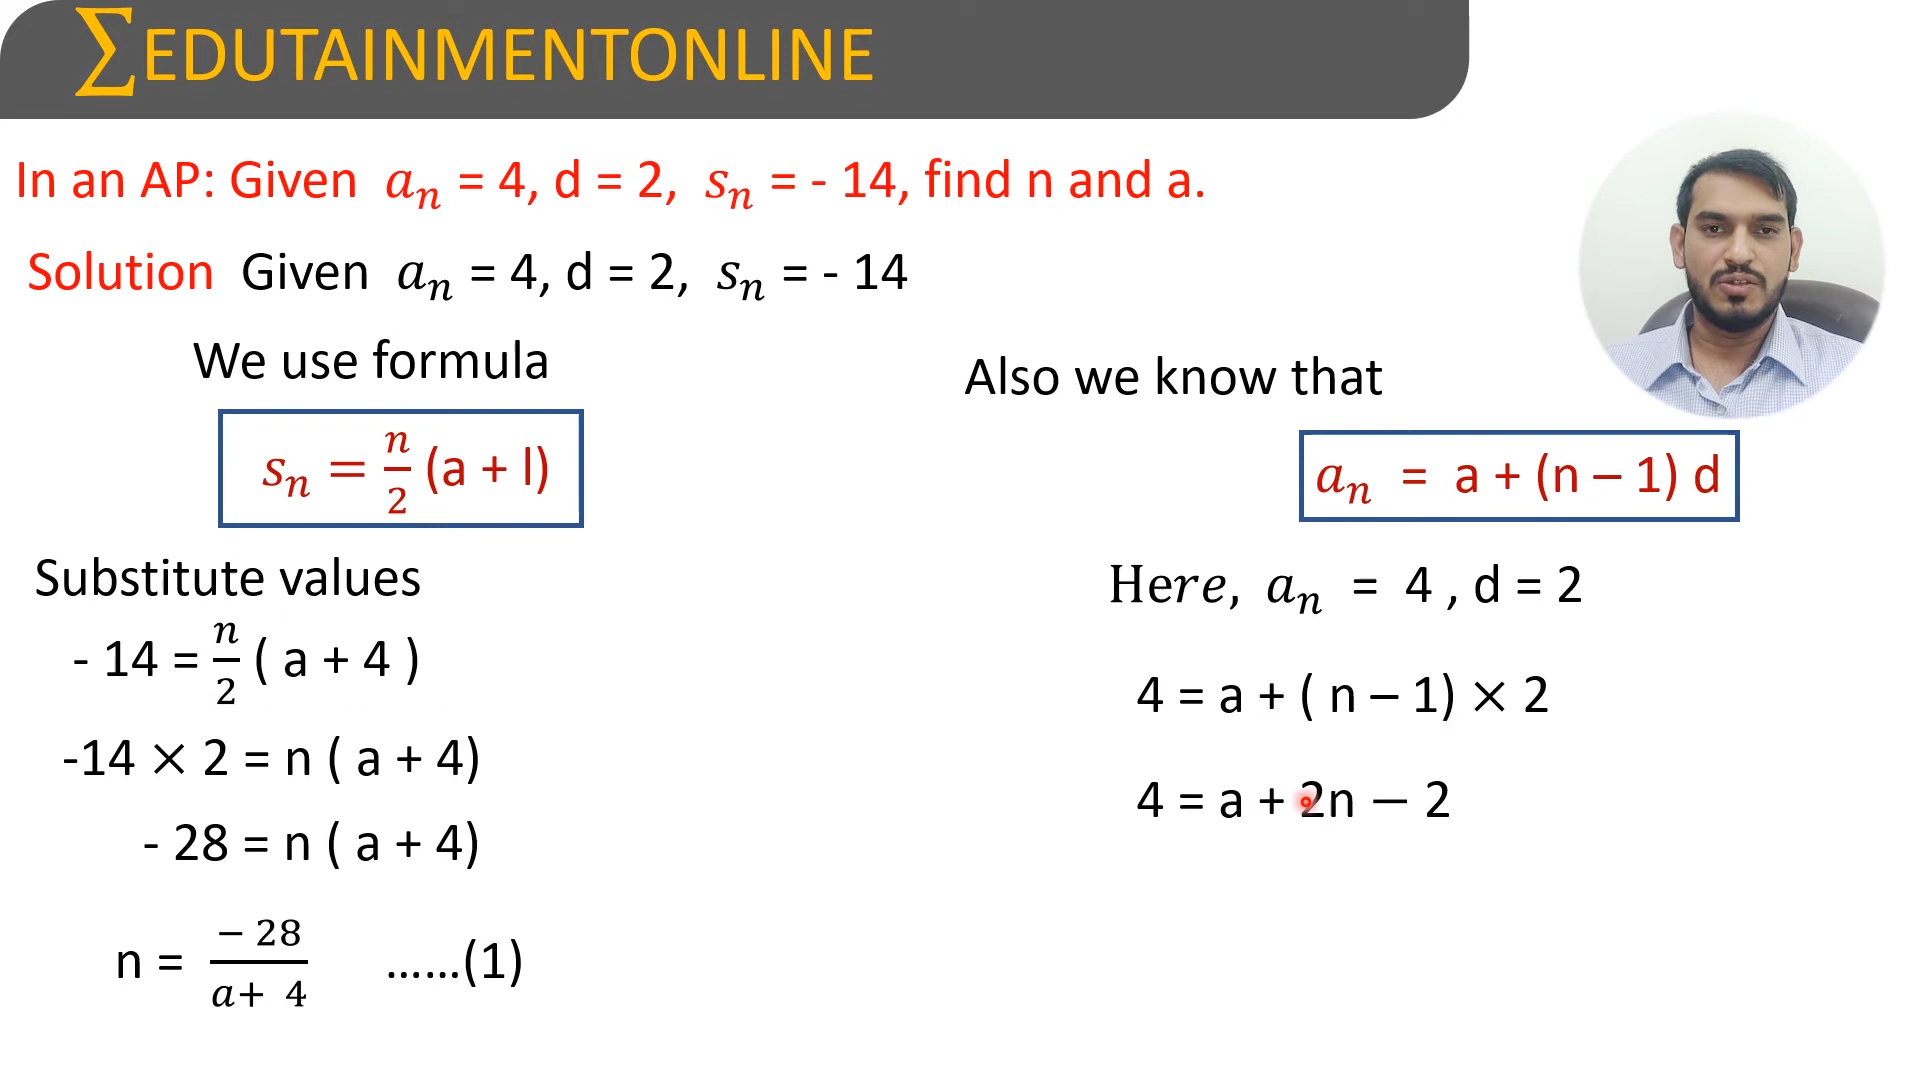 ∑EDUTAINMENTONLINE
In an AP: Given aₙ = 4, d = 2, sₙ = - 14, find n and a.
Solution Given aₙ = 4, d = 2, sₙ = - 14
We use formula
sₙ = n/2 (a + l)
Substitute values
- 14 = n/2 ( a + 4 )
-14 × 2 = n ( a + 4)
- 28 = n ( a + 4)
n = − 28/a+ 4 ......(1)
Also we know that
aₙ = a + (n – 1) d
Here, aₙ = 4 , d = 2
4 = a + ( n – 1) × 2
4 = a + 2n − 2